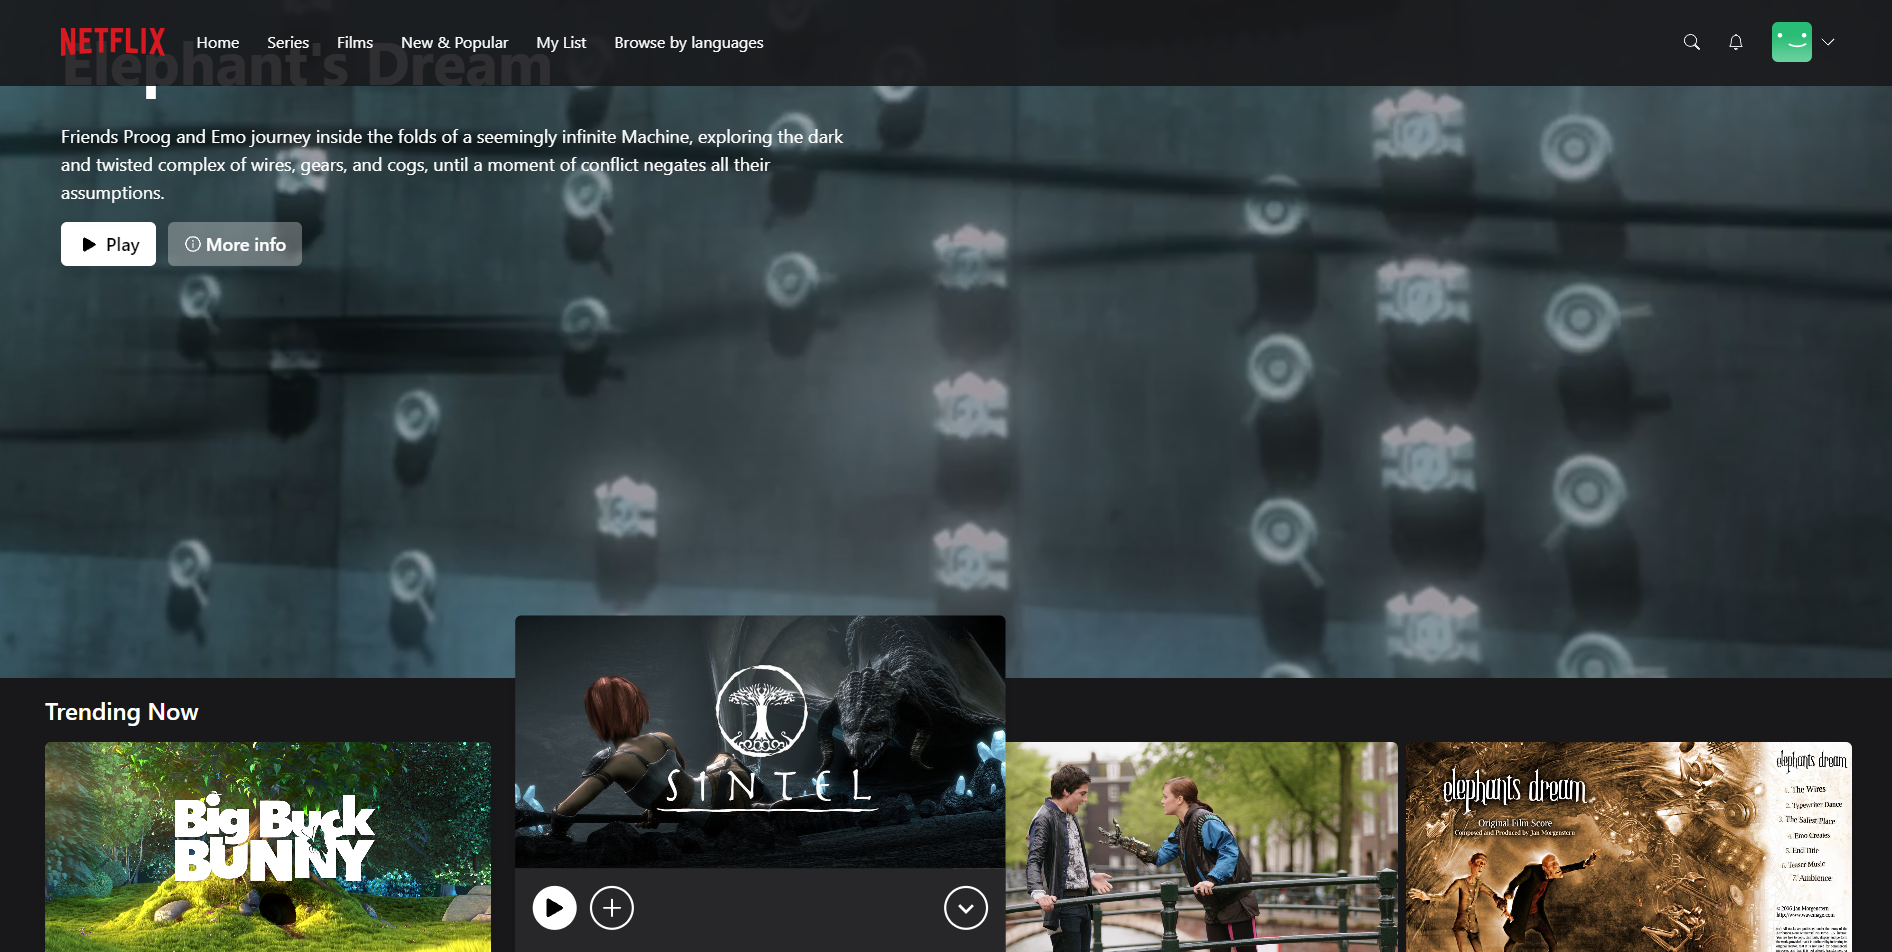 NETFLIX
Home
Series
Films
New & Popular
My List
Browse by languages
Elephant's Dream
Friends Proog and Emo journey inside the folds of a seemingly infinite Machine, exploring the dark
and twisted complex of wires, gears, and cogs, until a moment of conflict negates all their
assumptions.
Play
More info
Trending Now
Big Buck
BUNNY
SINTEL
elephants dream
Original Film Score
Composed and Produced by Jan Morgenstern
elephants dream
1. The Wires
2. Typewriter Dance
3. The Safest Place
4. Emo Creates
5. End Title
6. Teaser Music
7. Ambience
© 2006 Jan Morgenstern